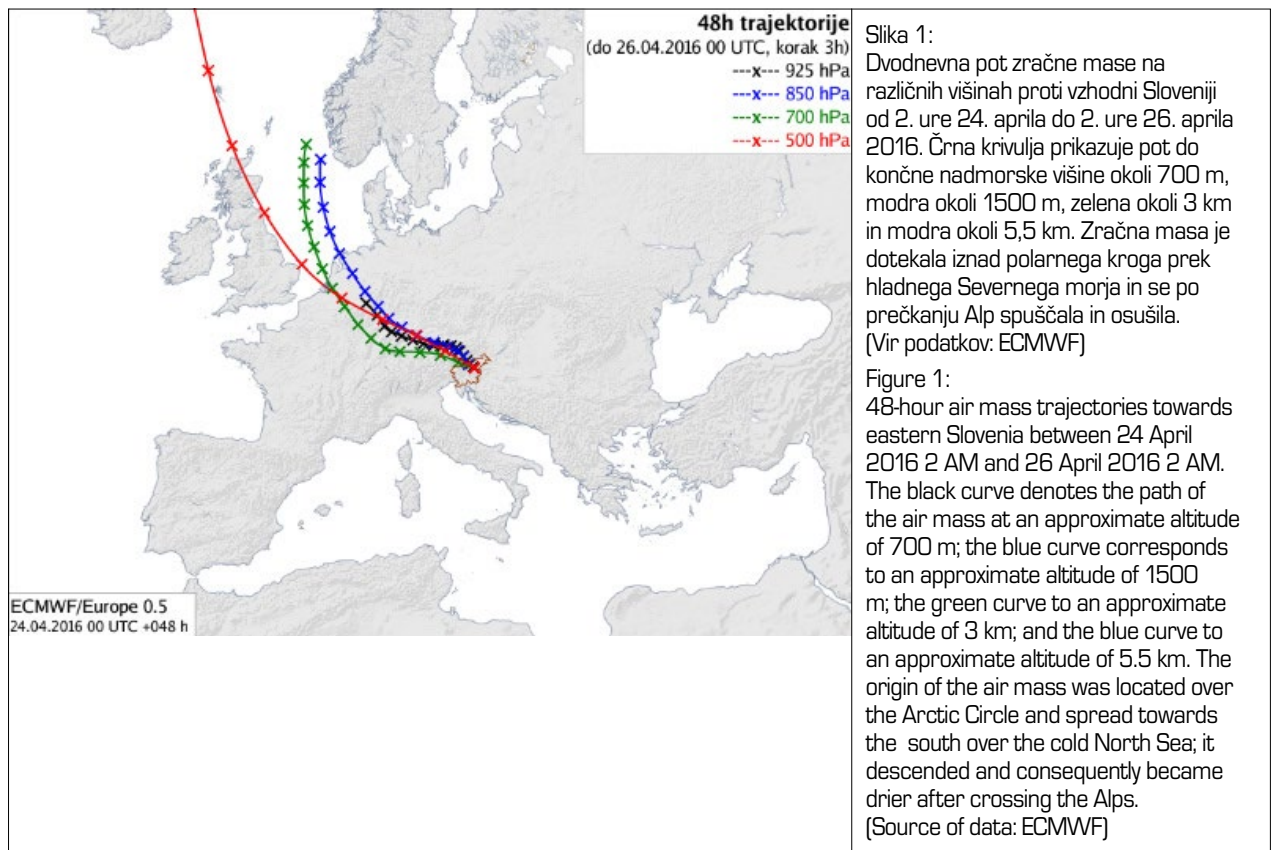 48h trajektorije
(do 26.04.2016 00 UTC, korak 3h)
---x--- 925 hPa
---x--- 850 hPa
---x--- 700 hPa
---x--- 500 hPa
ECMWF/Europe 0.5
24.04.2016 00 UTC +048 h
Slika 1:
Dvodnevna pot zračne mase na
različnih višinah proti vzhodni Sloveniji
od 2. ure 24. aprila do 2. ure 26. aprila
2016. Črna krivulja prikazuje pot do
končne nadmorske višine okoli 700 m,
modra okoli 1500 m, zelena okoli 3 km
in modra okoli 5,5 km. Zračna masa je
dotekala iznad polarnega kroga prek
hladnega Severnega morja in se po
prečkanju Alp spuščala in osušila.
(Vir podatkov: ECMWF)
Figure 1:
48-hour air mass trajectories towards
eastern Slovenia between 24 April
2016 2 AM and 26 April 2016 2 AM.
The black curve denotes the path of
the air mass at an approximate altitude
of 700 m; the blue curve corresponds
to an approximate altitude of 1500
m; the green curve to an approximate
altitude of 3 km; and the blue curve to
an approximate altitude of 5.5 km. The
origin of the air mass was located over
the Arctic Circle and spread towards
the south over the cold North Sea; it
descended and consequently became
drier after crossing the Alps.
(Source of data: ECMWF)